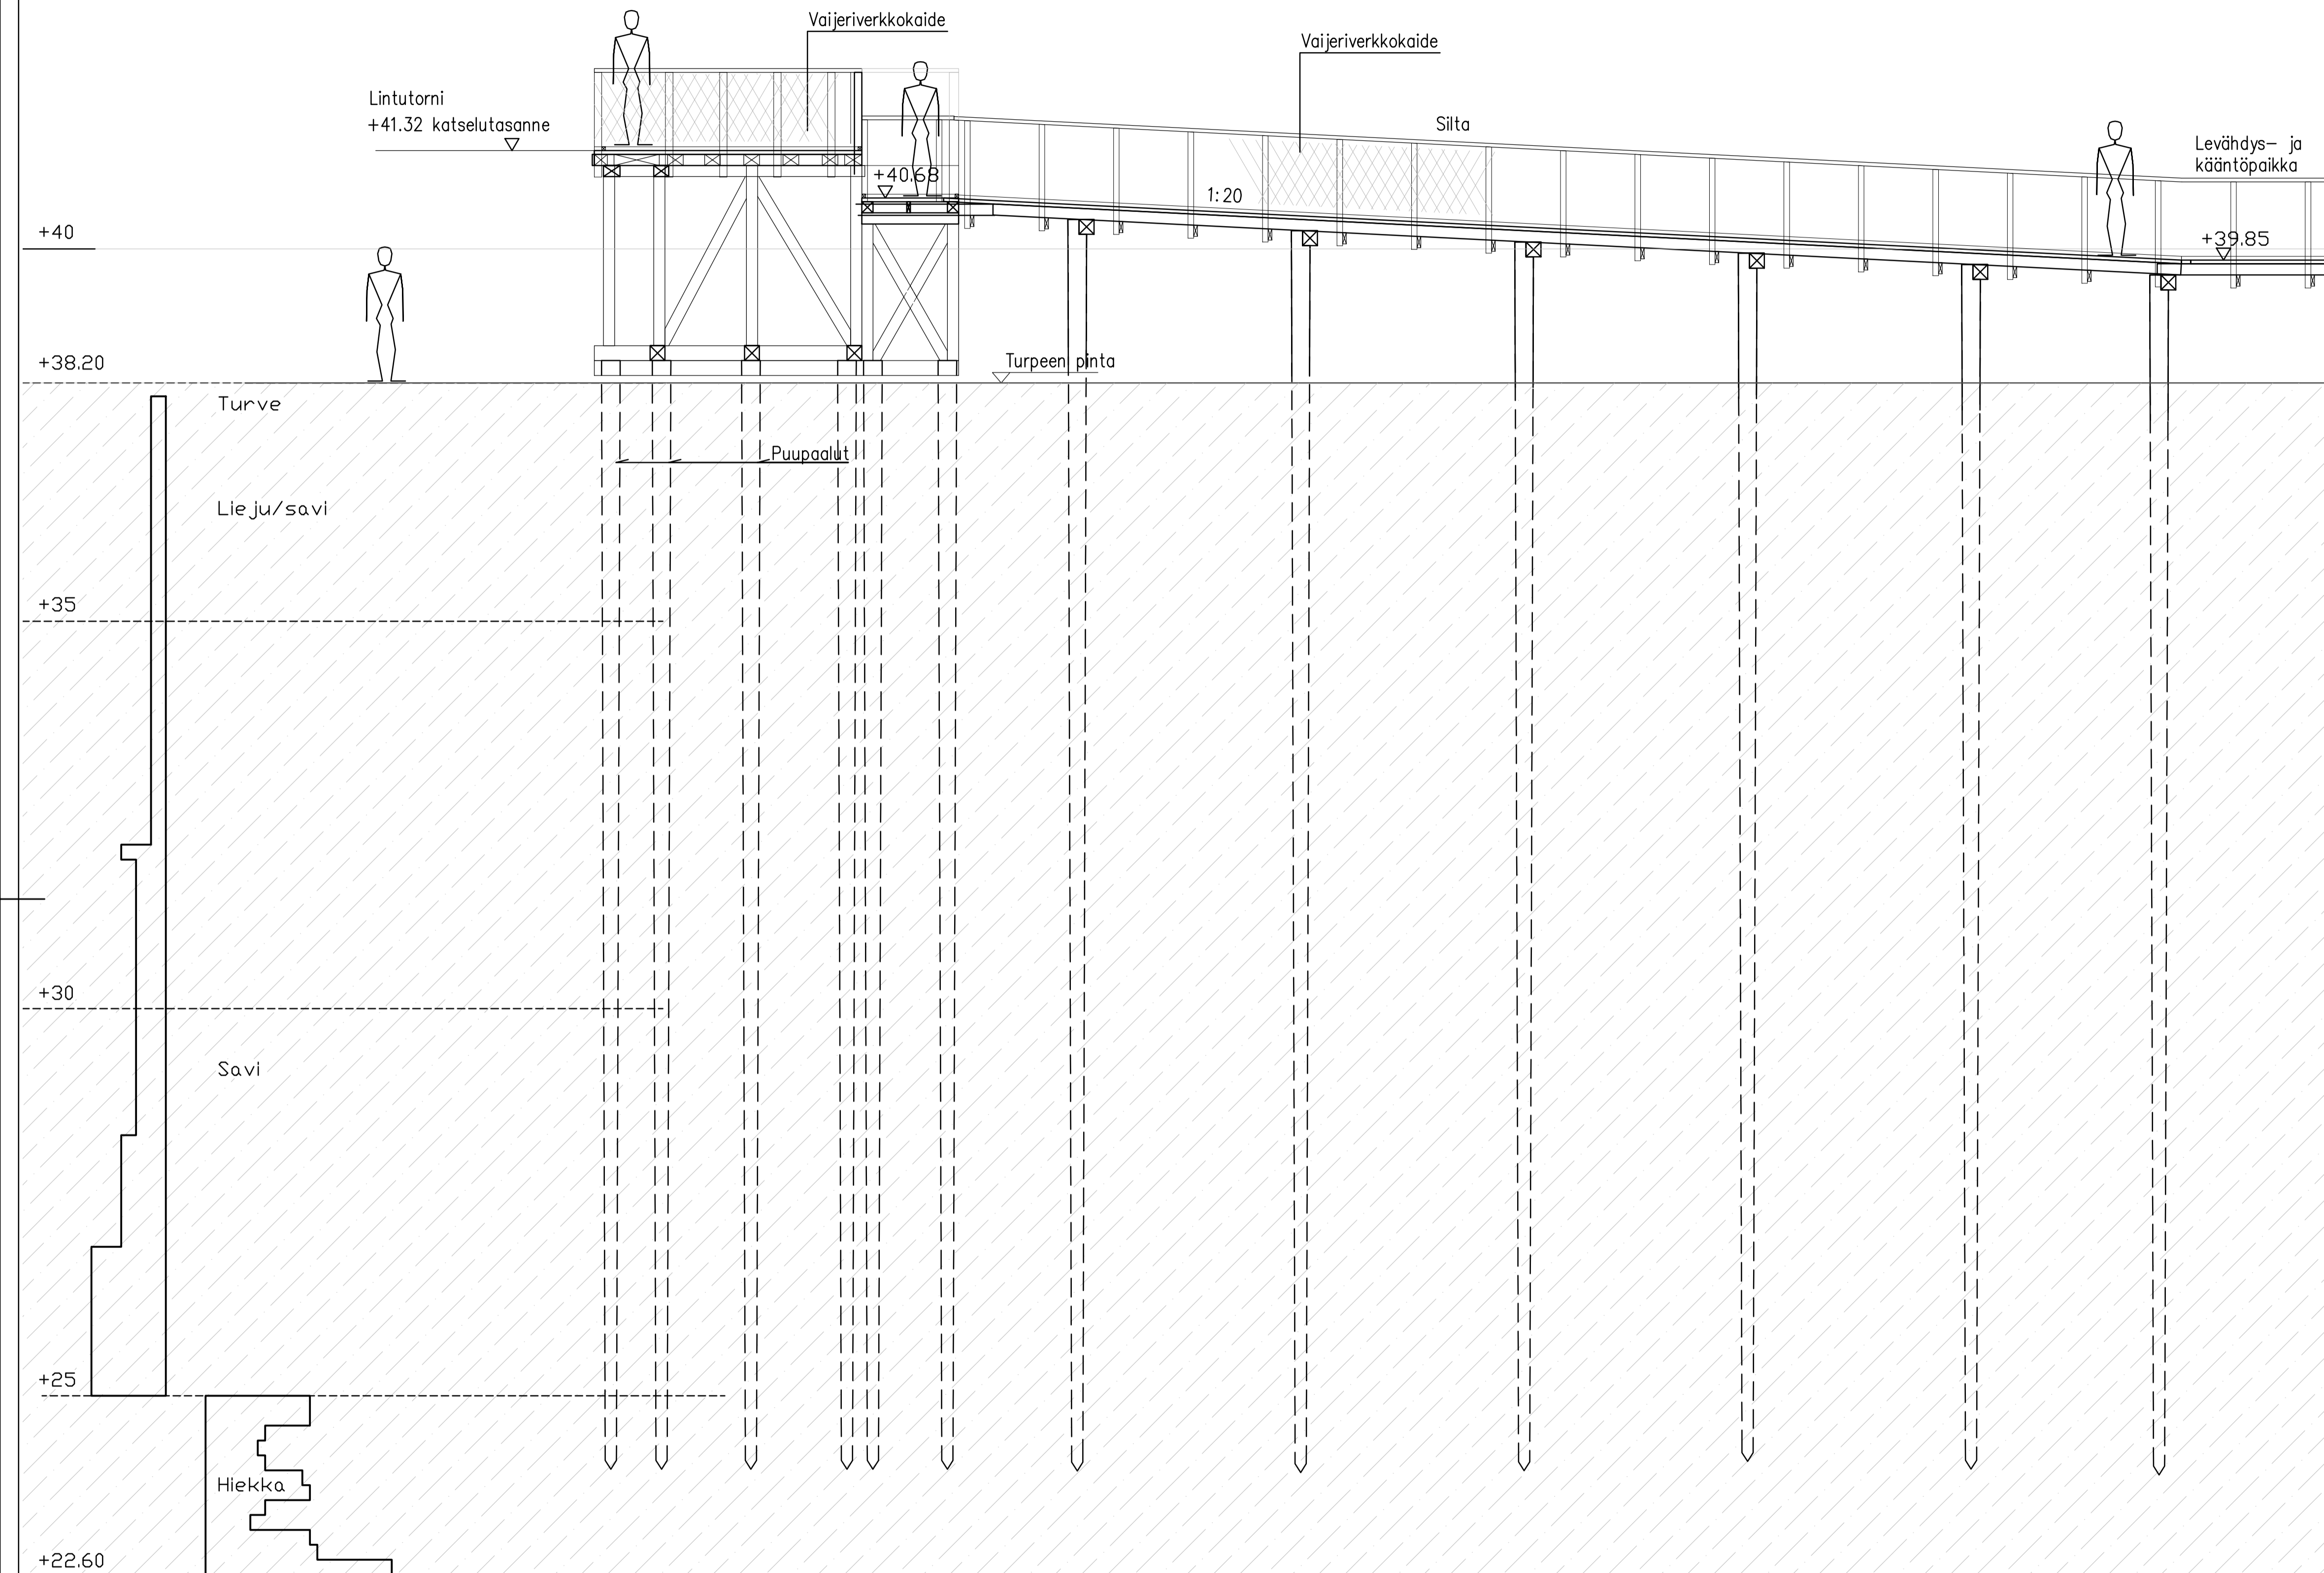 Vaijeriverkkokaide
Vaijeriverkkokaide
Lintutorni
+41.32 katselutasanne
Silta
Levähdys– ja
kääntöpaikka
+40.68
1:20
+40
+39.85
+38.20
Turpeen pinta
Turve
Puupaalut
Lieju/savi
+35
+30
Savi
+25
Hiekka
+22.60